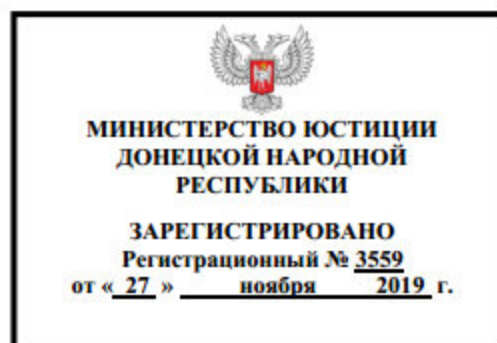 МИНИСТЕРСТВО ЮСТИЦИИ
ДОНЕЦКОЙ НАРОДНОЙ
РЕСПУБЛИКИ
ЗАРЕГИСТРИРОВАНО
Регистрационный № 3559
от « 27 » ноября 2019 г.